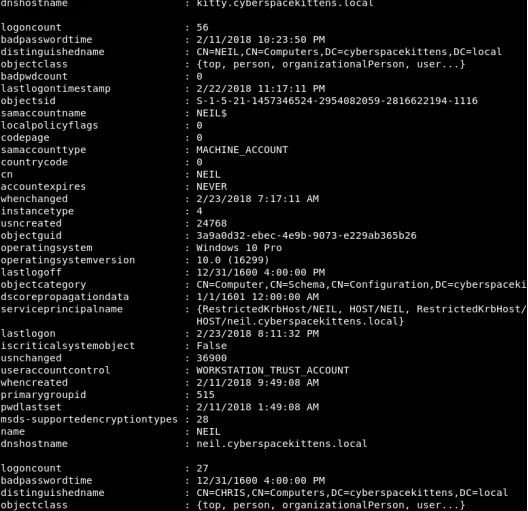 dnshostname : kitty.cyberspacekittens.local
logoncount : 56
badpasswordtime : 2/11/2018 10:23:50 PM
distinguishedname : CN=NEIL,CN=Computers,DC=cyberspacekittens,DC=local
objectclass : {top, person, organizationalPerson, user...}
badpwdcount : 0
lastlogontimestamp : 2/22/2018 11:17:11 PM
objectsid : S-1-5-21-1457346524-2954082059-2816622194-1116
samaccountname : NEIL$
localpolicyflags : 0
codepage : 0
samaccounttype : MACHINE_ACCOUNT
countrycode : 0
cn : NEIL
accountexpires : NEVER
whenchanged : 2/23/2018 7:17:11 AM
instancetype : 4
usncreated : 24768
objectguid : 3a9a0d32-ebec-4e9b-9073-e229ab365b26
operatingsystem : Windows 10 Pro
operatingsystemversion : 10.0 (16299)
lastlogoff : 12/31/1600 4:00:00 PM
objectcategory : CN=Computer,CN=Schema,CN=Configuration,DC=cyberspaceki
dscorepropagationdata : 1/1/1601 12:00:00 AM
serviceprincipalname : {RestrictedKrbHost/NEIL, HOST/NEIL, RestrictedKrbHost/
HOST/neil.cyberspacekittens.local}
lastlogon : 2/23/2018 8:11:32 PM
iscriticalsystemobject : False
usnchanged : 36900
useraccountcontrol : WORKSTATION_TRUST_ACCOUNT
whencreated : 2/11/2018 9:49:08 AM
primarygroupid : 515
pwdlastset : 2/11/2018 1:49:08 AM
msds-supportedencryptiontypes : 28
name : NEIL
dnshostname : neil.cyberspacekittens.local
logoncount : 27
badpasswordtime : 12/31/1600 4:00:00 PM
distinguishedname : CN=CHRIS,CN=Computers,DC=cyberspacekittens,DC=local
objectclass : {top, person, organizationalPerson, user...}